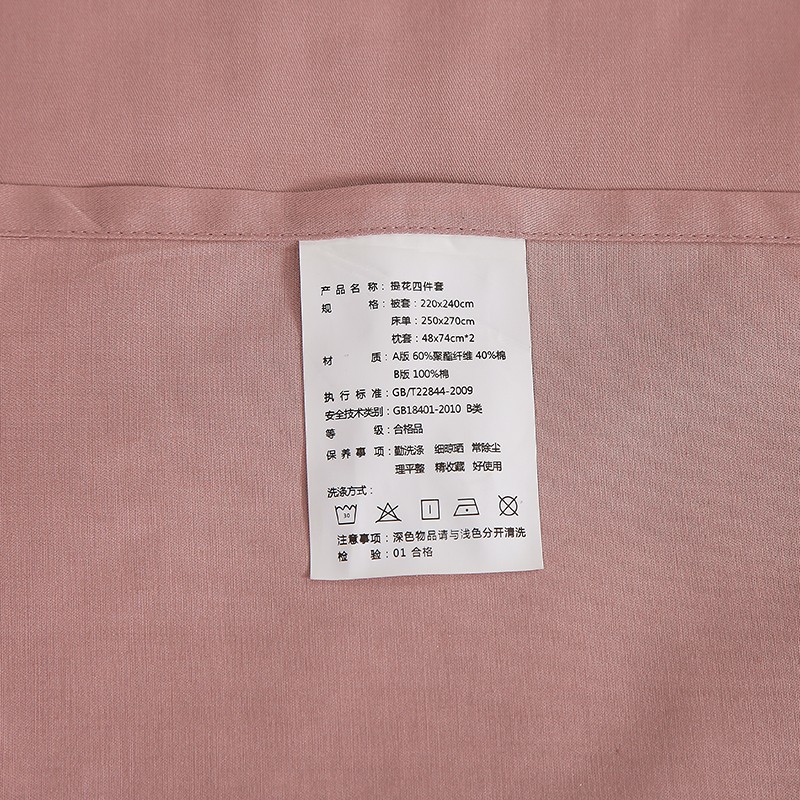 产品名称：提花四件套
规 格：被套：220x240cm
床单：250x270cm
枕套：48x74cm*2
材 质：A版 60%聚酯纤维 40%棉
B版 100%棉
执行标准：GB/T22844-2009
安全技术类别：GB18401-2010 B类
等 级：合格品
保养事项：勤洗涤 细晾晒 常除尘
理平整 精收藏 好使用
洗涤方式：
30
注意事项：深色物品请与浅色分开清洗
检 验：01 合格